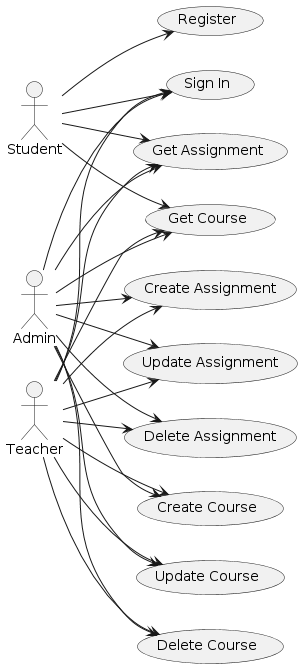 Register
Sign In
Student
Get Assignment
Get Course
Create Assignment
Admin
Update Assignment
Teacher
Delete Assignment
Create Course
Update Course
Delete Course